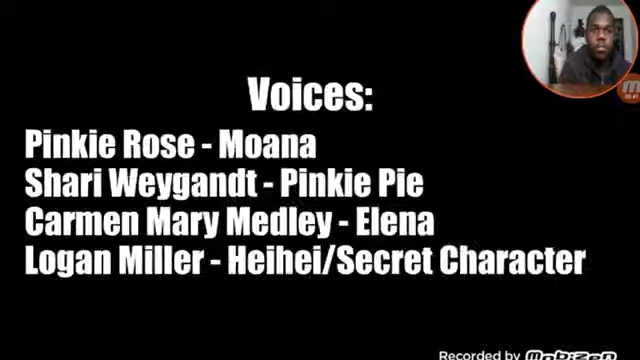 Voices:
Pinkie Rose - Moana
Shari Weygandt - Pinkie Pie
Carmen Mary Medley - Elena
Logan Miller - Heihei/Secret Character
Recorded by MOBIZEN